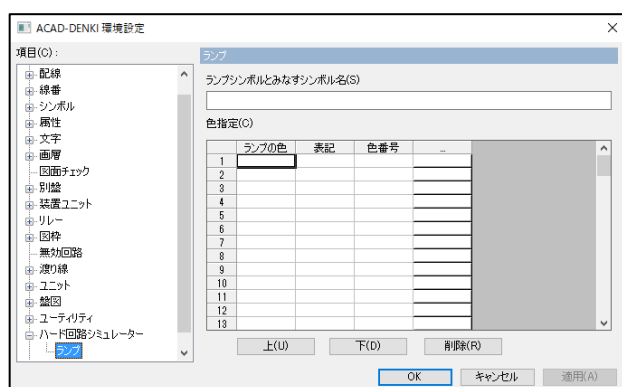 ACAD-DENKI 環境設定
項目(C) :
配線
線番
シンボル
属性
文字
画層
図面チェック
別盤
装置ユニット
リレー
図枠
無効回路
渡り線
ユニット
盤図
ユーティリティ
ハード回路シミュレーター
ランプ
ランプ
ランプシンボルとみなすシンボル名(S)
色指定(C)
ランプの色 表記 色番号 ...
1
2
3
4
5
6
7
8
9
10
11
12
13
上(U) 下(D) 削除(R)
OK キャンセル 適用(A)